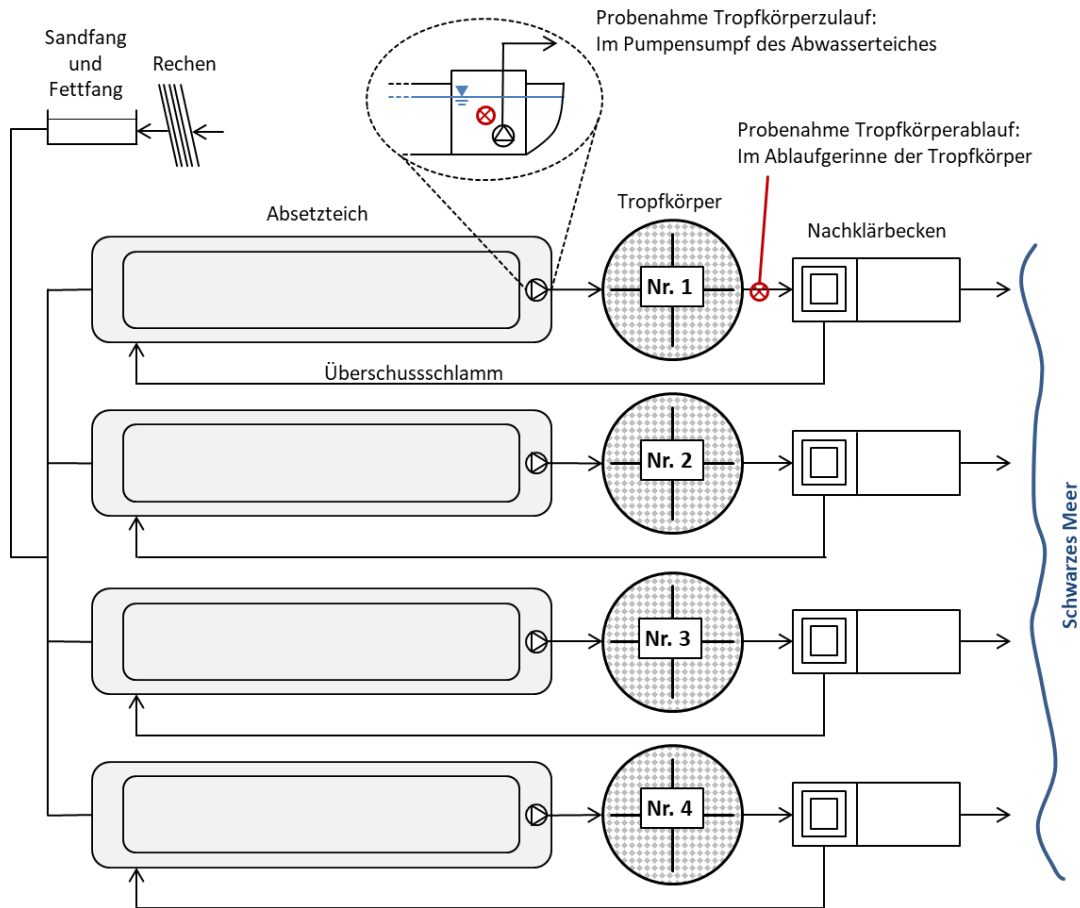 Probenahme Tropfkörperzulauf:
Im Pumpensumpf des Abwasserteiches
Sandfang
und
Fettfang
Rechen
Probenahme Tropfkörperablauf:
Im Ablaufgerinne der Tropfkörper
Absetzteich
Tropfkörper
Nachklärbecken
Nr. 1
Überschussschlamm
Nr. 2
Nr. 3
Nr. 4
Schwarzes Meer